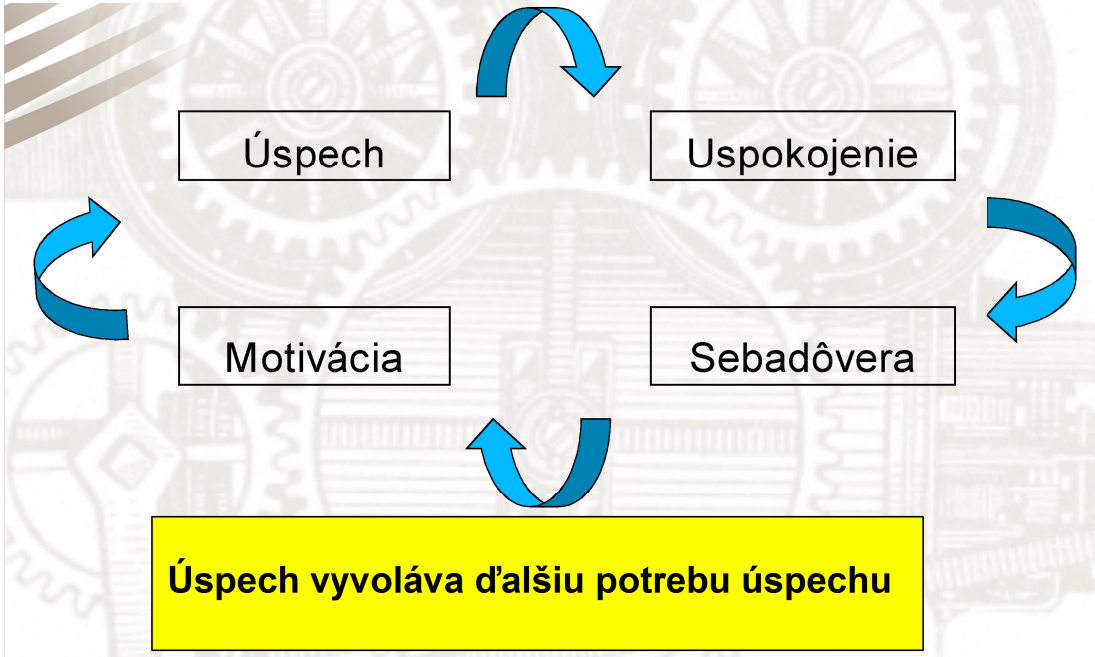 Úspech
Uspokojenie
Motivácia
Sebadôvera
Úspech vyvoláva ďalšiu potrebu úspechu